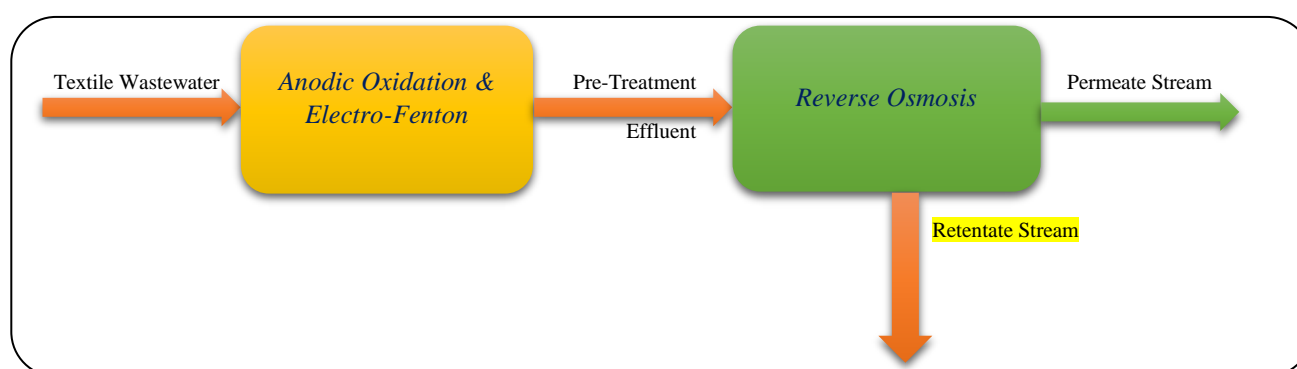 Textile Wastewater
Anodic Oxidation &
Electro-Fenton
Pre-Treatment
Effluent
Reverse Osmosis
Permeate Stream
Retentate Stream